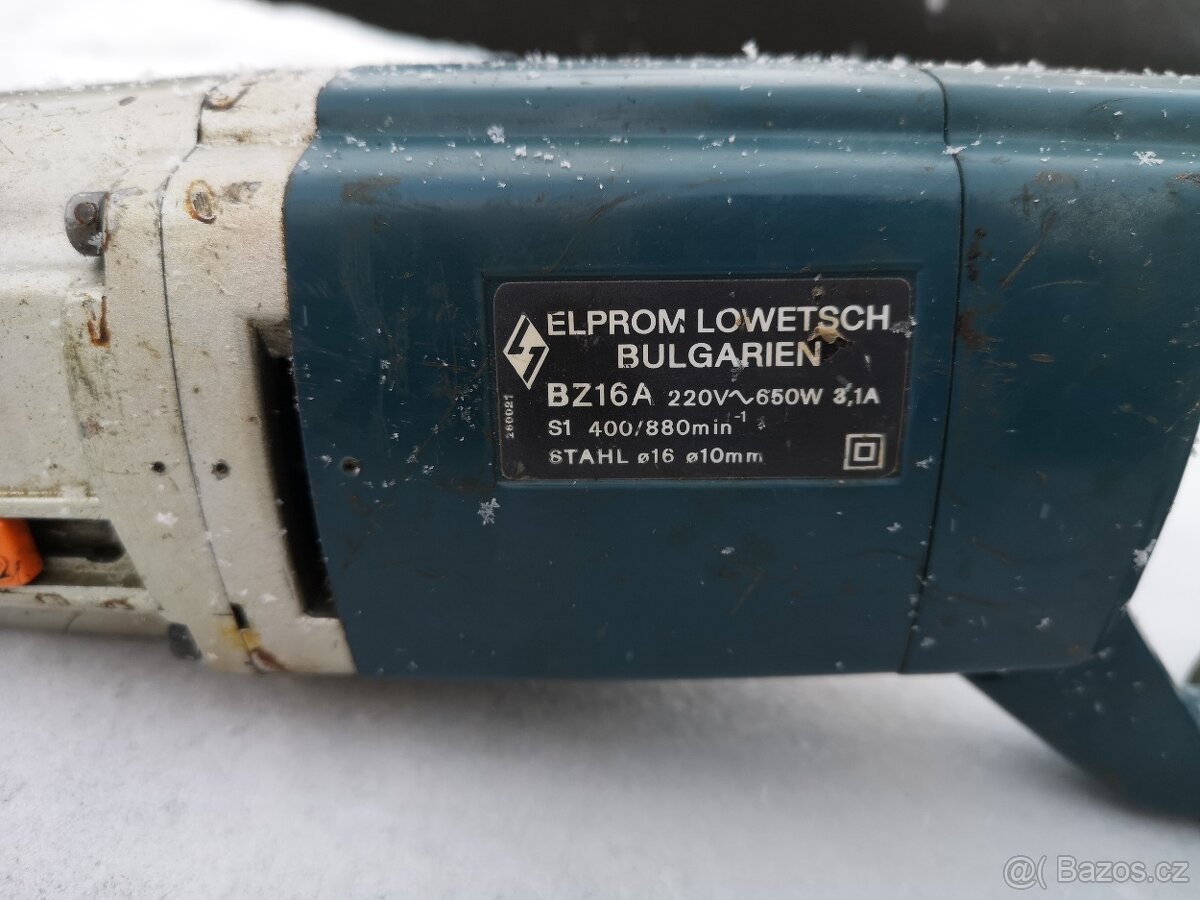 ELPROM LOWETSCH
BULGARIEN
BZ16A 220V∿650W 3,1A
S1 400/880min⁻¹
STAHL ø16 ø10mm
260021
@( Bazos.cz